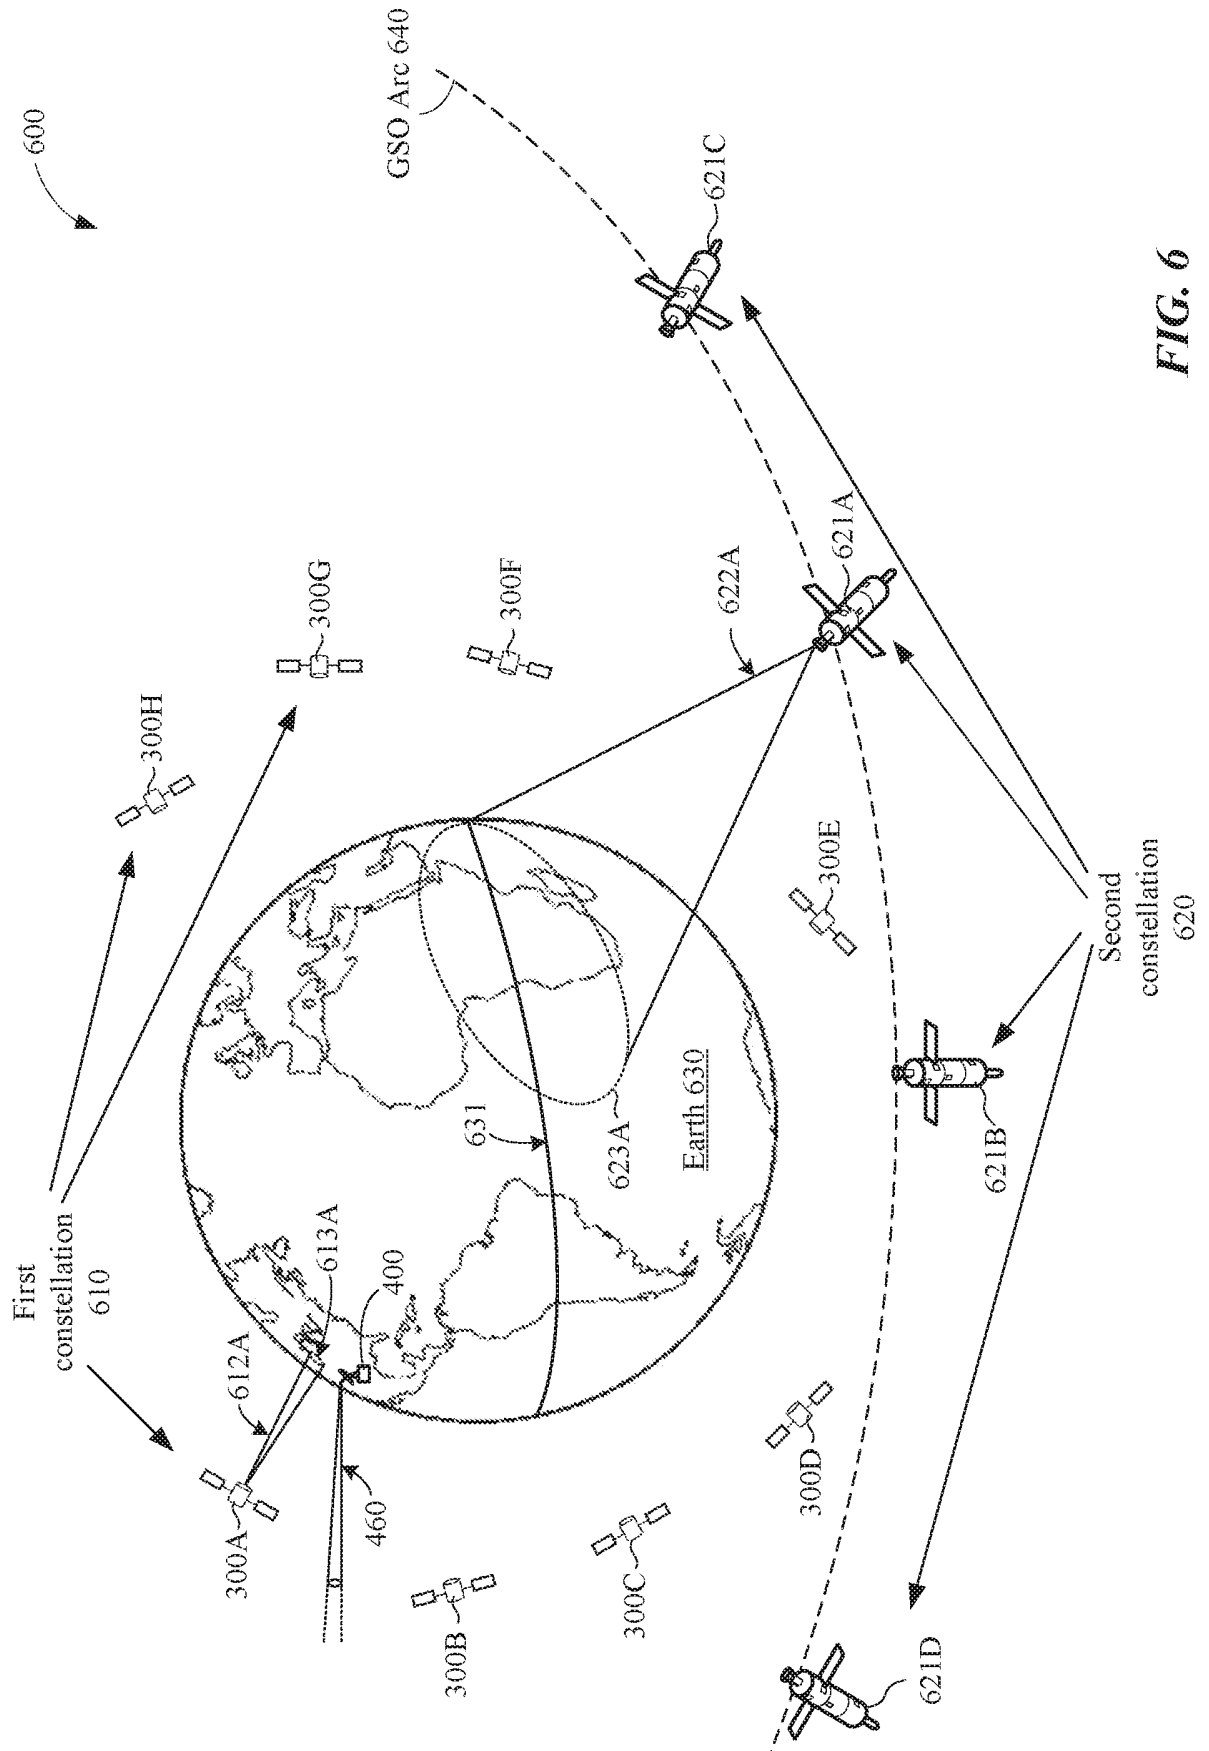 600
First
constellation
610
300H
300G
300F
612A
613A
400
300A
460
300B
300C
300D
300E
631
623A
Earth 630
622A
GSO Arc 640
621C
621A
621B
621D
Second
constellation
620
FIG. 6